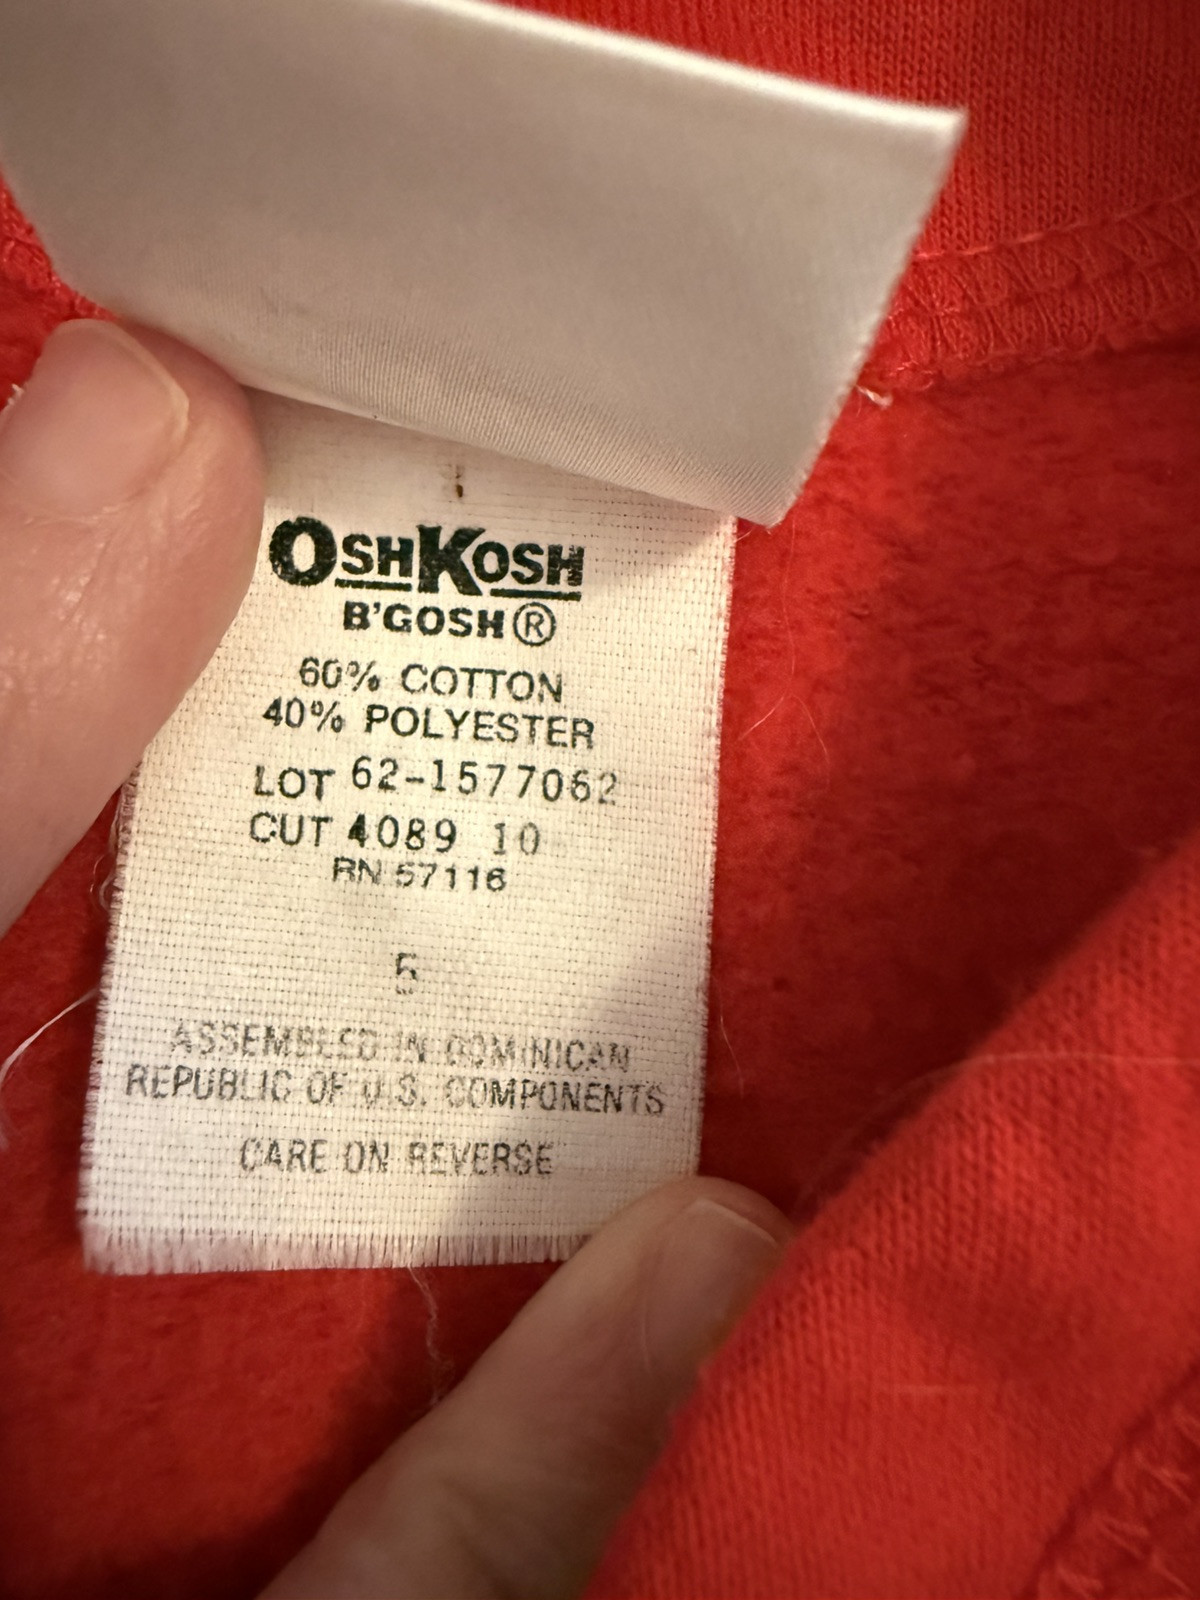 OSHKOSH
B'GOSH®
60% COTTON
40% POLYESTER
LOT 62-1577062
CUT 4089 10
RN 57116
5
ASSEMBLED IN DOMINICAN
REPUBLIC OF U.S. COMPONENTS
CARE ON REVERSE